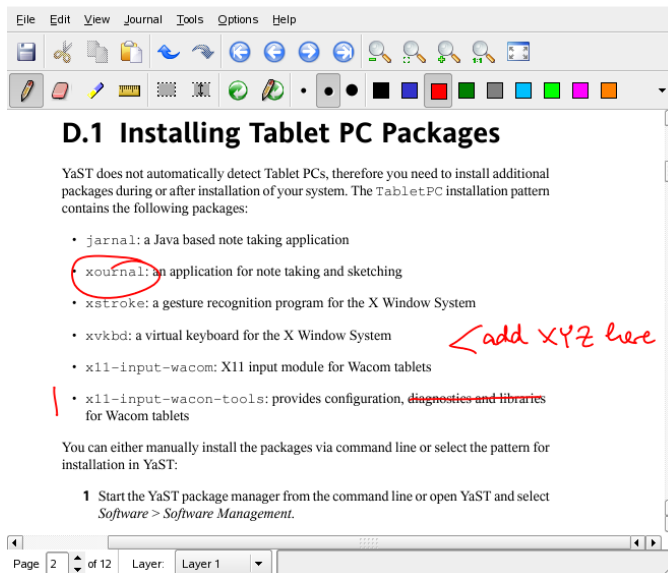 File Edit View Journal Tools Options Help
1:1
D.1 Installing Tablet PC Packages
YaST does not automatically detect Tablet PCs, therefore you need to install additional
packages during or after installation of your system. The TabletPC installation pattern
contains the following packages:
• jarnal: a Java based note taking application
• xournal: an application for note taking and sketching
• xstroke: a gesture recognition program for the X Window System
• xvkbd: a virtual keyboard for the X Window System
add XYZ here
• x11-input-wacom: X11 input module for Wacom tablets
• x11-input-wacon-tools: provides configuration, diagnostics and libraries
for Wacom tablets
You can either manually install the packages via command line or select the pattern for
installation in YaST:
1 Start the YaST package manager from the command line or open YaST and select
Software > Software Management.
Page 2 of 12 Layer: Layer 1